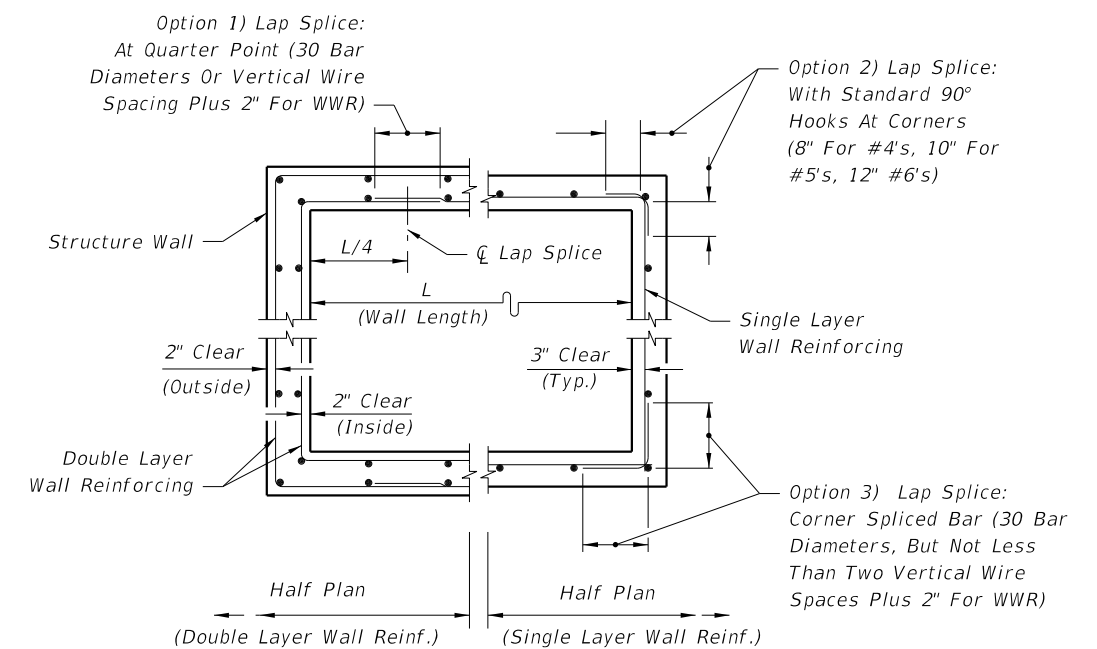 Option 1) Lap Splice:
At Quarter Point (30 Bar
Diameters Or Vertical Wire
Spacing Plus 2" For WWR)
Option 2) Lap Splice:
With Standard 90°
Hooks At Corners
(8" For #4's, 10" For
#5's, 12" #6's)
Structure Wall
L/4
℄ Lap Splice
L
(Wall Length)
Single Layer
Wall Reinforcing
2" Clear
(Outside)
3" Clear
(Typ.)
2" Clear
(Inside)
Double Layer
Wall Reinforcing
Option 3) Lap Splice:
Corner Spliced Bar (30 Bar
Diameters, But Not Less
Than Two Vertical Wire
Spaces Plus 2" For WWR)
Half Plan
(Double Layer Wall Reinf.)
Half Plan
(Single Layer Wall Reinf.)